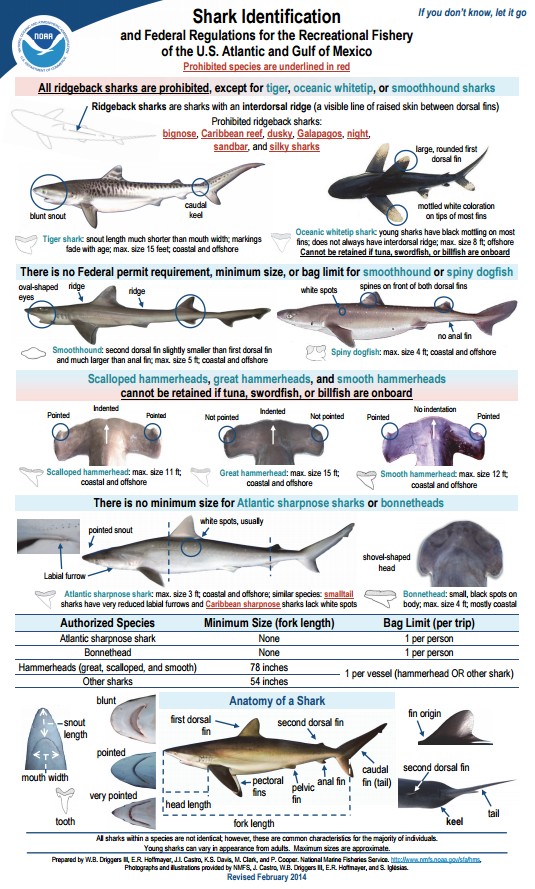 If you don't know, let it go
NOAA
Shark Identification
and Federal Regulations for the Recreational Fishery
of the U.S. Atlantic and Gulf of Mexico
Prohibited species are underlined in red
All ridgeback sharks are prohibited, except for tiger, oceanic whitetip, or smoothhound sharks
Ridgeback sharks are sharks with an interdorsal ridge (a visible line of raised skin between dorsal fins)
Prohibited ridgeback sharks:
bignose, Caribbean reef, dusky, Galapagos, night,
sandbar, and silky sharks
large, rounded first
dorsal fin
blunt snout
caudal
keel
mottled white coloration
on tips of most fins
Tiger shark: snout length much shorter than mouth width; markings
fade with age; max. size 15 feet; coastal and offshore
Oceanic whitetip shark: young sharks have black mottling on most
fins; does not always have interdorsal ridge; max. size 8 ft; offshore
Cannot be retained if tuna, swordfish, or billfish are onboard
There is no Federal permit requirement, minimum size, or bag limit for smoothhound or spiny dogfish
oval-shaped
eyes
ridge
ridge
white spots
spines on front of both dorsal fins
no anal fin
Smoothhound: second dorsal fin slightly smaller than first dorsal fin
and much larger than anal fin; max. size 5 ft; coastal and offshore
Spiny dogfish: max. size 4 ft; coastal and offshore
Scalloped hammerheads, great hammerheads, and smooth hammerheads
cannot be retained if tuna, swordfish, or billfish are onboard
Pointed
Indented
Pointed
Not pointed
Indented
Not pointed
Pointed
No indentation
Pointed
Scalloped hammerhead: max. size 11 ft;
coastal and offshore
Great hammerhead: max. size 15 ft;
coastal and offshore
Smooth hammerhead: max. size 12 ft;
coastal and offshore
There is no minimum size for Atlantic sharpnose sharks or bonnetheads
pointed snout
white spots, usually
Labial furrow
shovel-shaped
head
Atlantic sharpnose shark: max. size 3 ft; coastal and offshore; similar species: smalltail
sharks have very reduced labial furrows and Caribbean sharpnose sharks lack white spots
Bonnethead: small, black spots on
body; max. size 4 ft; mostly coastal
Authorized Species Minimum Size (fork length) Bag Limit (per trip)
Atlantic sharpnose shark None 1 per person
Bonnethead None 1 per person
Hammerheads (great, scalloped, and smooth) 78 inches
Other sharks 54 inches
1 per vessel (hammerhead OR other shark)
Anatomy of a Shark
snout
length
mouth width
tooth
blunt
pointed
very pointed
first dorsal
fin
second dorsal fin
caudal
fin (tail)
anal fin
pelvic
fin
pectoral
fins
head length
fork length
fin origin
second dorsal fin
keel
tail
All sharks within a species are not identical; however, these are common characteristics for the majority of individuals.
Young sharks can vary in appearance from adults. Maximum sizes are approximate.
Prepared by W.B. Driggers III, E.R. Hoffmayer, J.I. Castro, K.S. Davis, M. Clark, and P. Cooper. National Marine Fisheries Service. http://www.nmfs.noaa.gov/sfa/hms.
Photographs and illustrations provided by NMFS, J. Castro, W.B. Driggers III, E.R. Hoffmayer, and S. Iglésias.
Revised February 2014